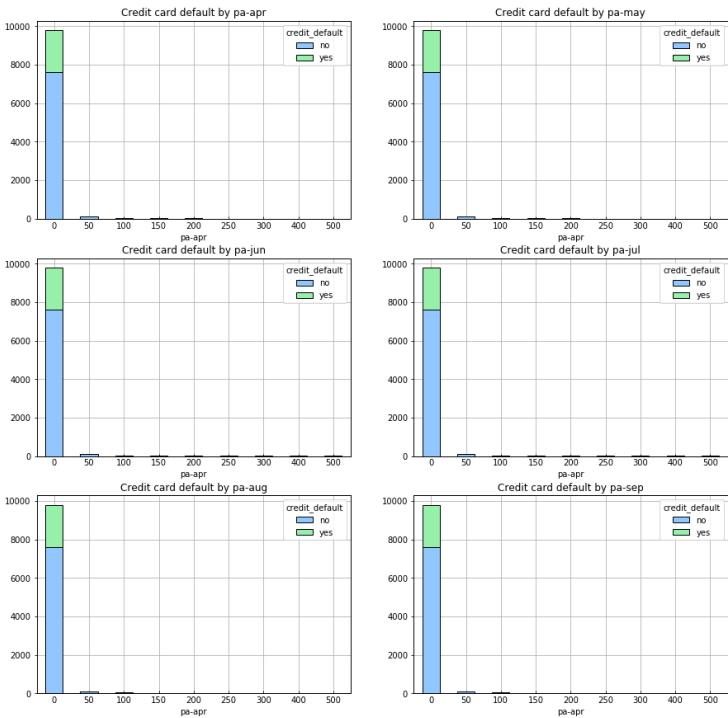 Credit card default by pa-apr
credit_default
no
yes
10000
8000
6000
4000
2000
0
0 50 100 150 200 250 300 400 500
pa-apr
Credit card default by pa-may
credit_default
no
yes
10000
8000
6000
4000
2000
0
0 50 100 150 200 250 300 400 500
pa-apr
Credit card default by pa-jun
credit_default
no
yes
10000
8000
6000
4000
2000
0
0 50 100 150 200 250 300 400 500
pa-apr
Credit card default by pa-jul
credit_default
no
yes
10000
8000
6000
4000
2000
0
0 50 100 150 200 250 300 400 500
pa-apr
Credit card default by pa-aug
credit_default
no
yes
10000
8000
6000
4000
2000
0
0 50 100 150 200 250 300 400 500
pa-apr
Credit card default by pa-sep
credit_default
no
yes
10000
8000
6000
4000
2000
0
0 50 100 150 200 250 300 400 500
pa-apr